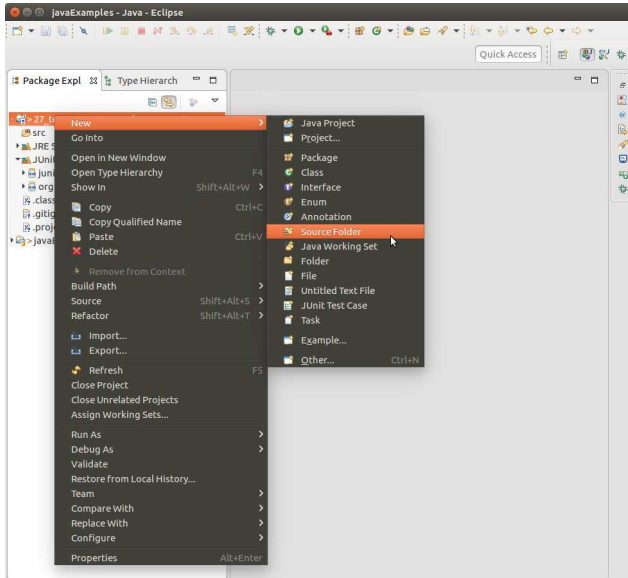 javaExamples - Java - Eclipse
Quick Access
Package Expl
Type Hierarch
New
Go Into
Open in New Window
Open Type Hierarchy F4
Show In Shift+Alt+W
Copy Ctrl+C
Copy Qualified Name
Paste Ctrl+V
Delete
Remove from Context
Build Path
Source Shift+Alt+S
Refactor Shift+Alt+T
Import...
Export...
Refresh F5
Close Project
Close Unrelated Projects
Assign Working Sets...
Run As
Debug As
Validate
Restore from Local History...
Team
Compare With
Replace With
Configure
Properties Alt+Enter
Java Project
Project...
Package
Class
Interface
Enum
Annotation
Source Folder
Java Working Set
Folder
File
Untitled Text File
JUnit Test Case
Task
Example...
Other... Ctrl+N
src
JRE S
JUnit
juni
org
.class
.gitig
.proj